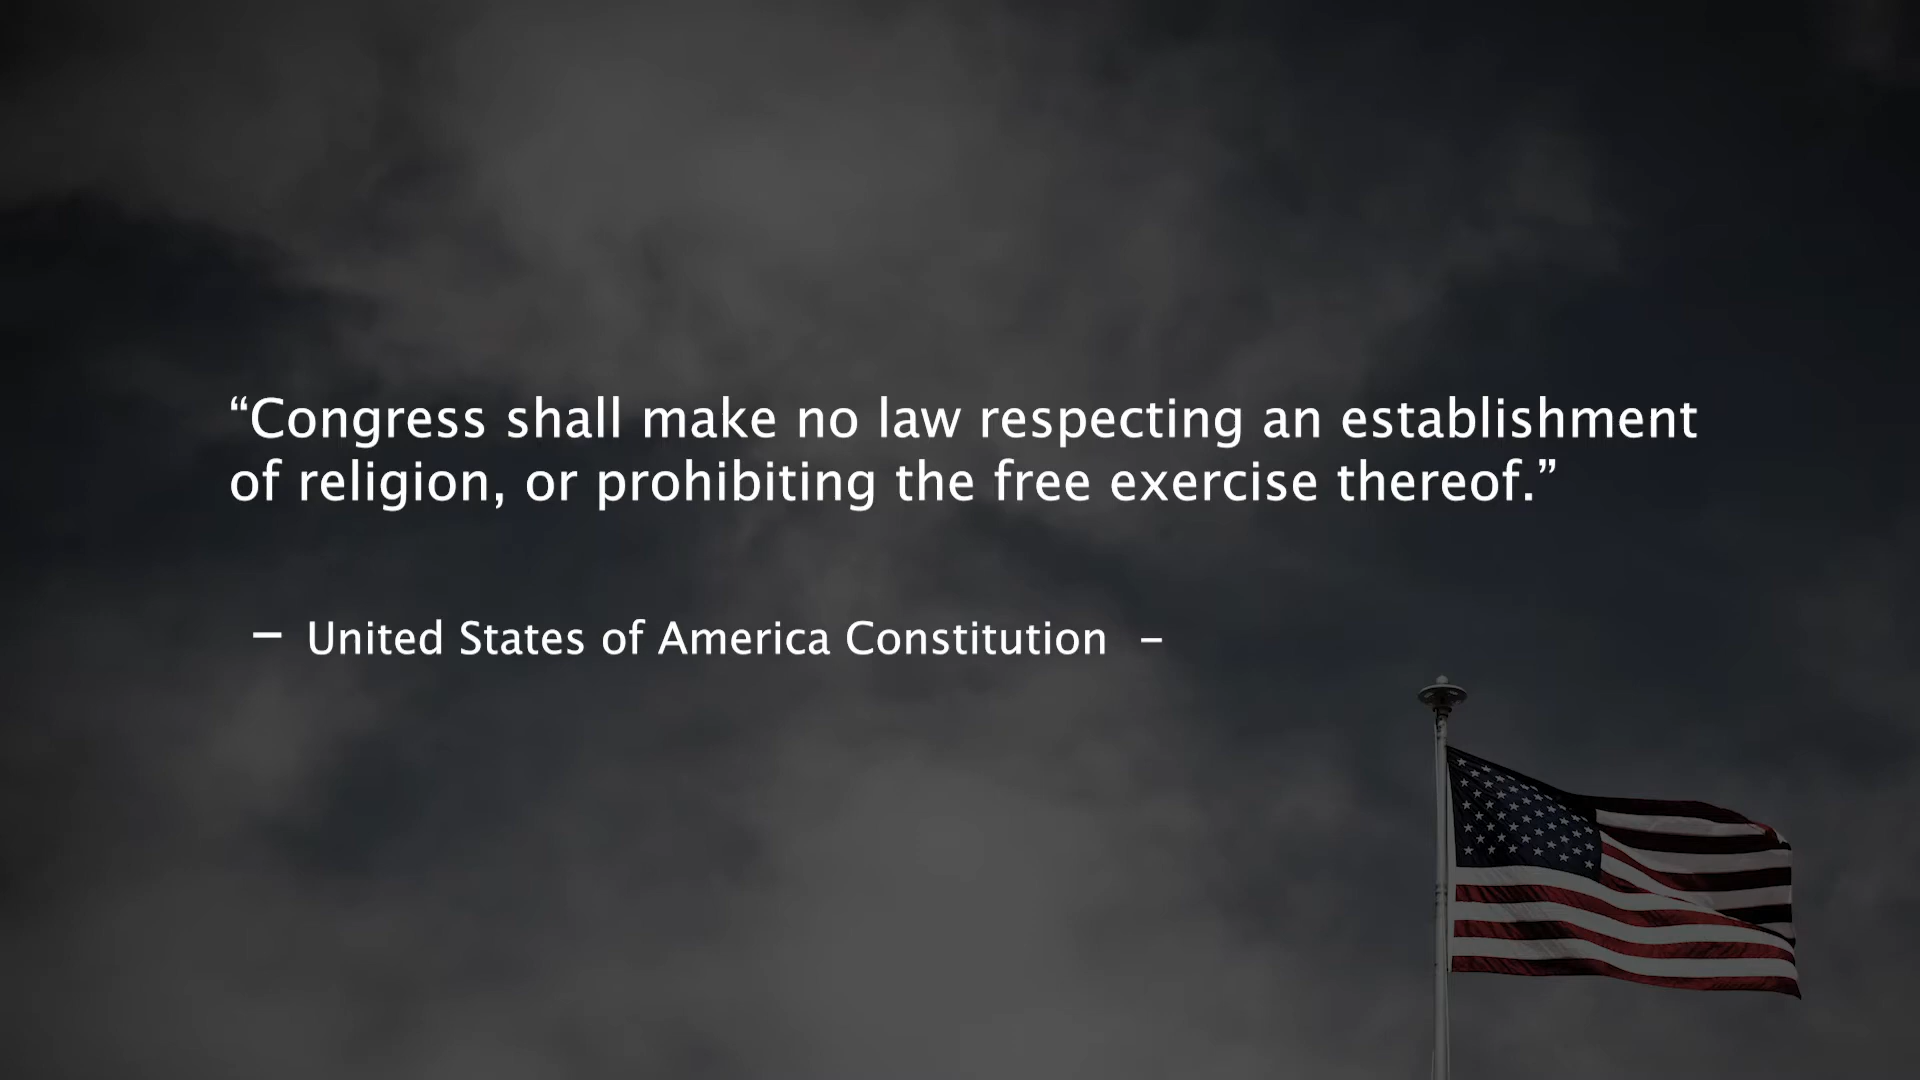 “Congress shall make no law respecting an establishment
of religion, or prohibiting the free exercise thereof.”
– United States of America Constitution –